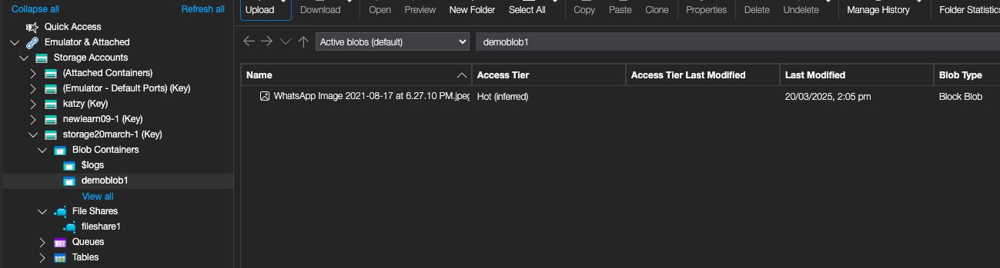 Collapse all Refresh all
Quick Access
Emulator & Attached
Storage Accounts
(Attached Containers)
(Emulator - Default Ports) (Key)
katzy (Key)
newlearn09-1 (Key)
storage20march-1 (Key)
Blob Containers
$logs
demoblob1
View all
File Shares
fileshare1
Queues
Tables
Upload Download Open Preview New Folder Select All Copy Paste Clone Properties Delete Undelete Manage History Folder Statistics
Active blobs (default) demoblob1
Name Access Tier Access Tier Last Modified Last Modified Blob Type
WhatsApp Image 2021-08-17 at 6.27.10 PM.jpeg Hot (inferred) 20/03/2025, 2:05 pm Block Blob